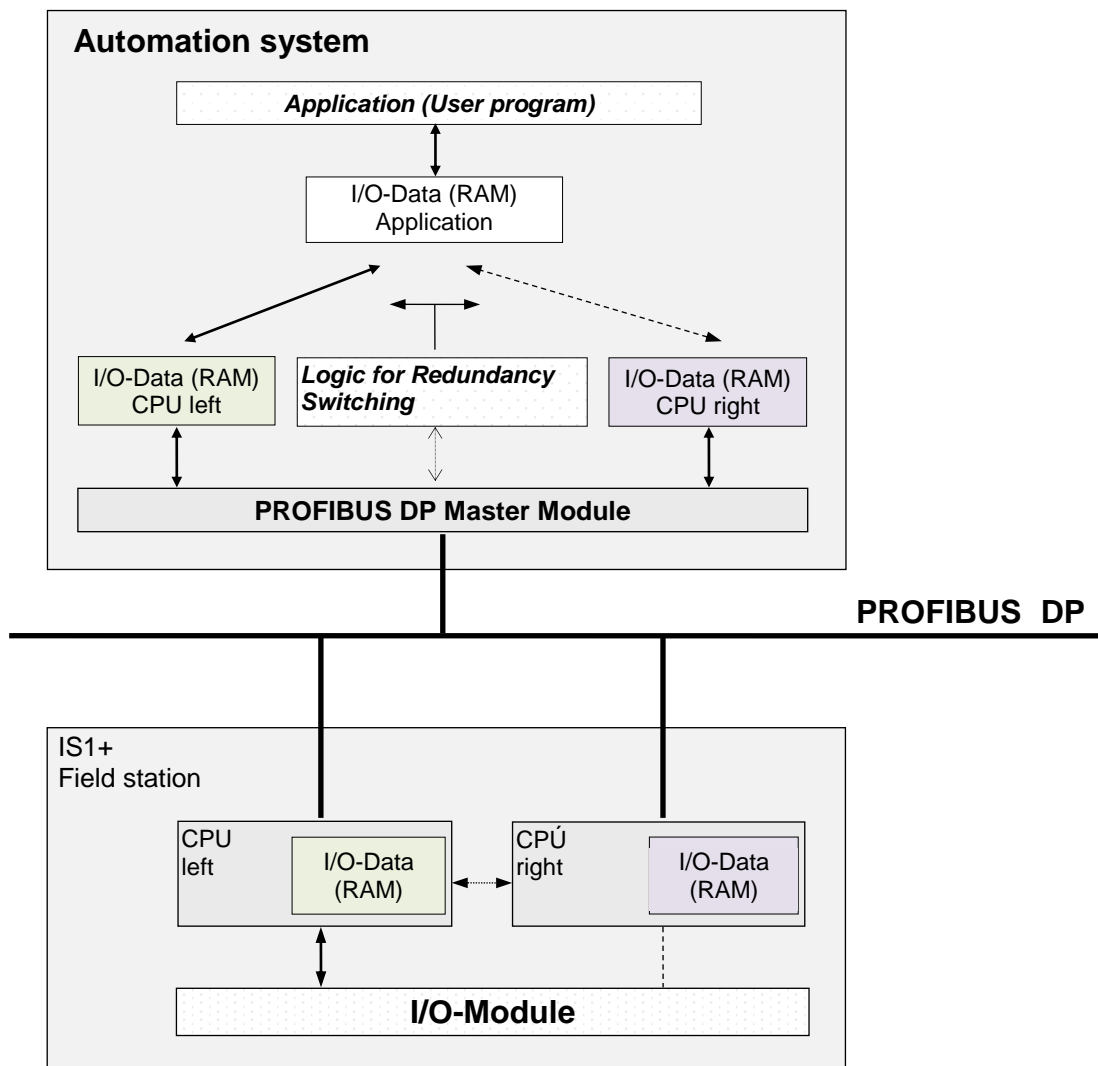 Automation system
Application (User program)
I/O-Data (RAM)
Application
I/O-Data (RAM)
CPU left
Logic for Redundancy
Switching
I/O-Data (RAM)
CPU right
PROFIBUS DP Master Module
PROFIBUS DP
IS1+
Field station
CPU
left
I/O-Data
(RAM)
CPÚ
right
I/O-Data
(RAM)
I/O-Module